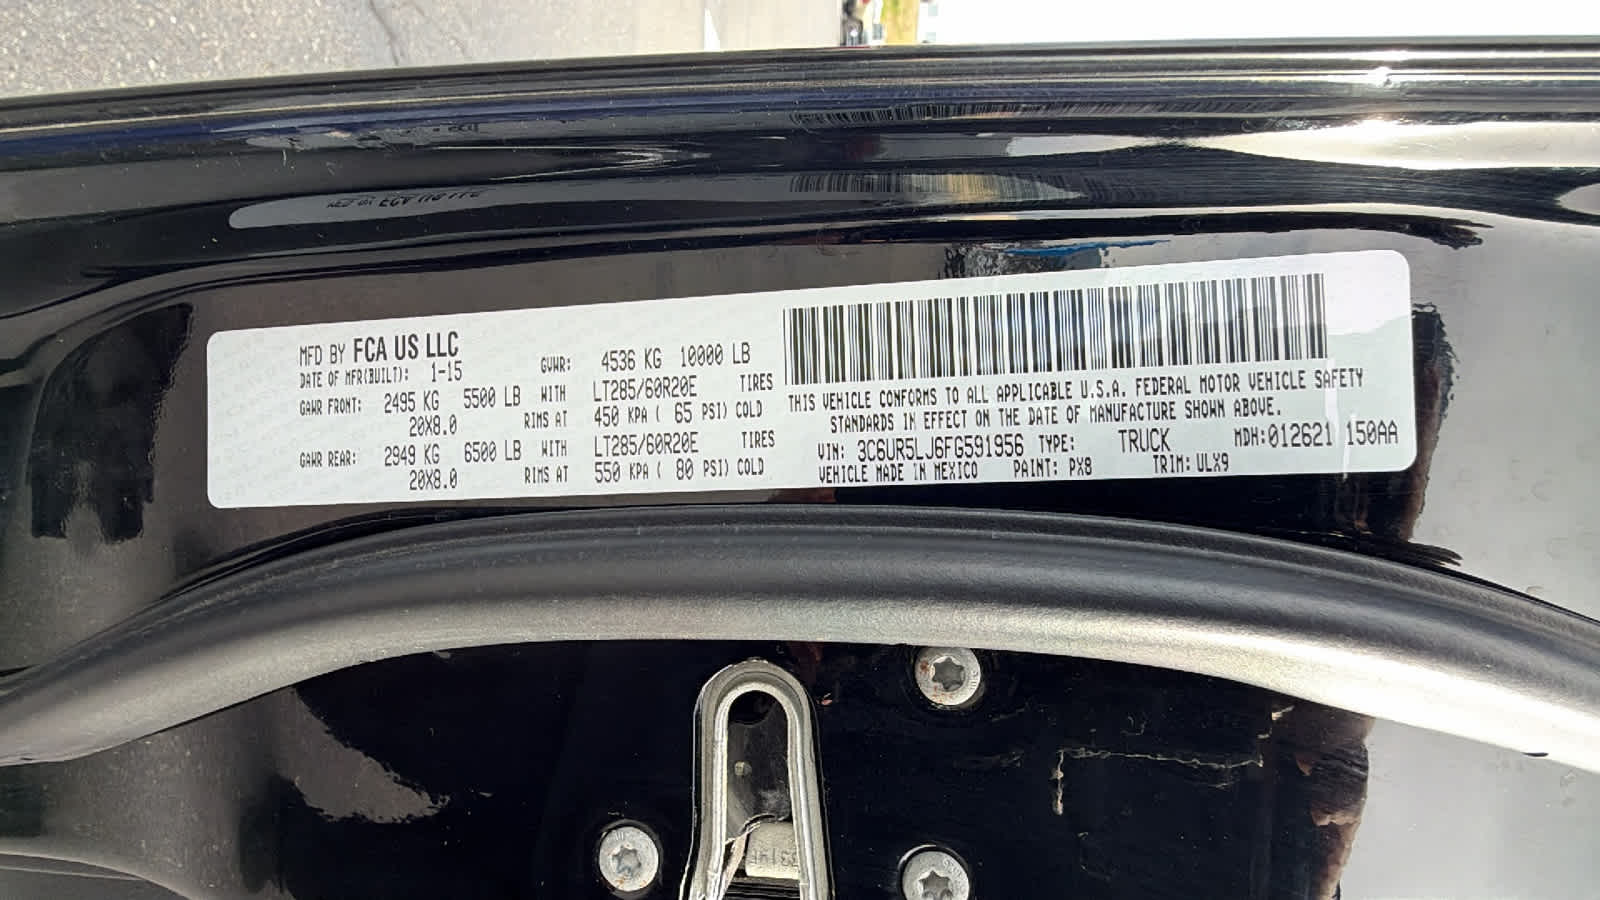 MFD BY FCA US LLC
DATE OF MFR(BUILT): 1-15
GVWR: 4536 KG 10000 LB
GAWR FRONT: 2495 KG 5500 LB WITH LT285/60R20E TIRES
20X8.0 RIMS AT 450 KPA ( 65 PSI) COLD
GAWR REAR: 2949 KG 6500 LB WITH LT285/60R20E TIRES
20X8.0 RIMS AT 550 KPA ( 80 PSI) COLD
THIS VEHICLE CONFORMS TO ALL APPLICABLE U.S.A. FEDERAL MOTOR VEHICLE SAFETY
STANDARDS IN EFFECT ON THE DATE OF MANUFACTURE SHOWN ABOVE.
VIN: 3C6UR5LJ6FG591956 TYPE: TRUCK MDH:012621 150AA
VEHICLE MADE IN MEXICO PAINT: PX8 TRIM: ULX9